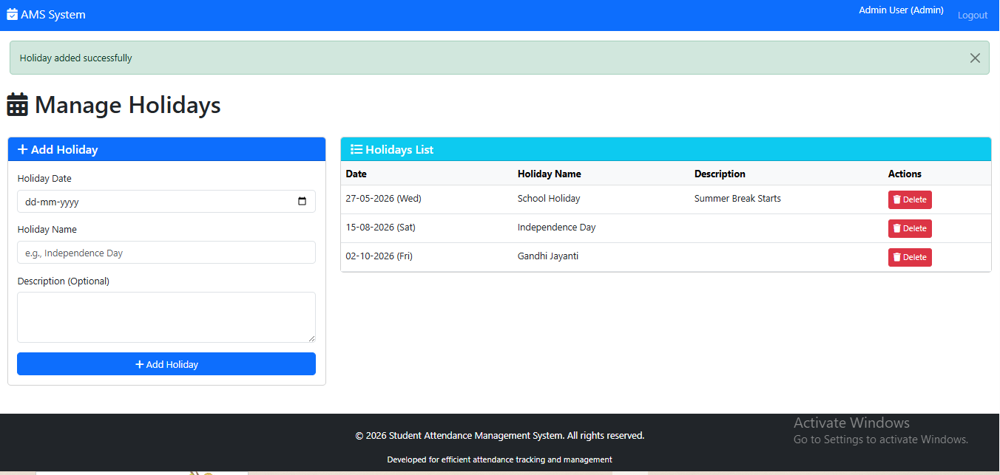 AMS System
Admin User (Admin)
Logout
Holiday added successfully
Manage Holidays
Add Holiday
Holiday Date
dd-mm-yyyy
Holiday Name
e.g., Independence Day
Description (Optional)
Add Holiday
Holidays List
Date Holiday Name Description Actions
27-05-2026 (Wed) School Holiday Summer Break Starts Delete
15-08-2026 (Sat) Independence Day Delete
02-10-2026 (Fri) Gandhi Jayanti Delete
© 2026 Student Attendance Management System. All rights reserved.
Developed for efficient attendance tracking and management
Activate Windows
Go to Settings to activate Windows.